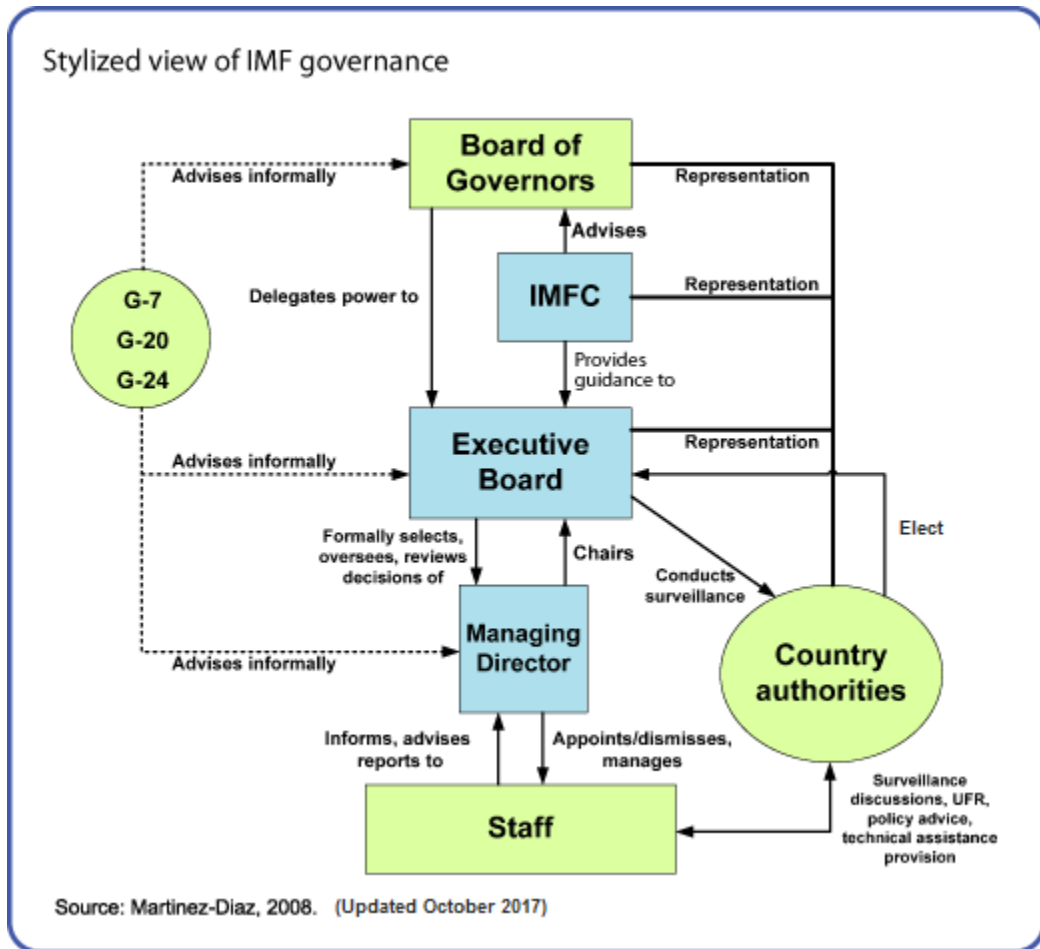 Stylized view of IMF governance
Board of
Governors
Advises informally
Representation
Advises
G-7
G-20
G-24
Delegates power to
IMFC
Representation
Provides
guidance to
Executive
Board
Advises informally
Representation
Elect
Formally selects,
oversees, reviews
decisions of
Chairs
Conducts
surveillance
Managing
Director
Advises informally
Country
authorities
Informs, advises
reports to
Appoints/dismisses,
manages
Staff
Surveillance
discussions, UFR,
policy advice,
technical assistance
provision
Source: Martinez-Diaz, 2008. (Updated October 2017)